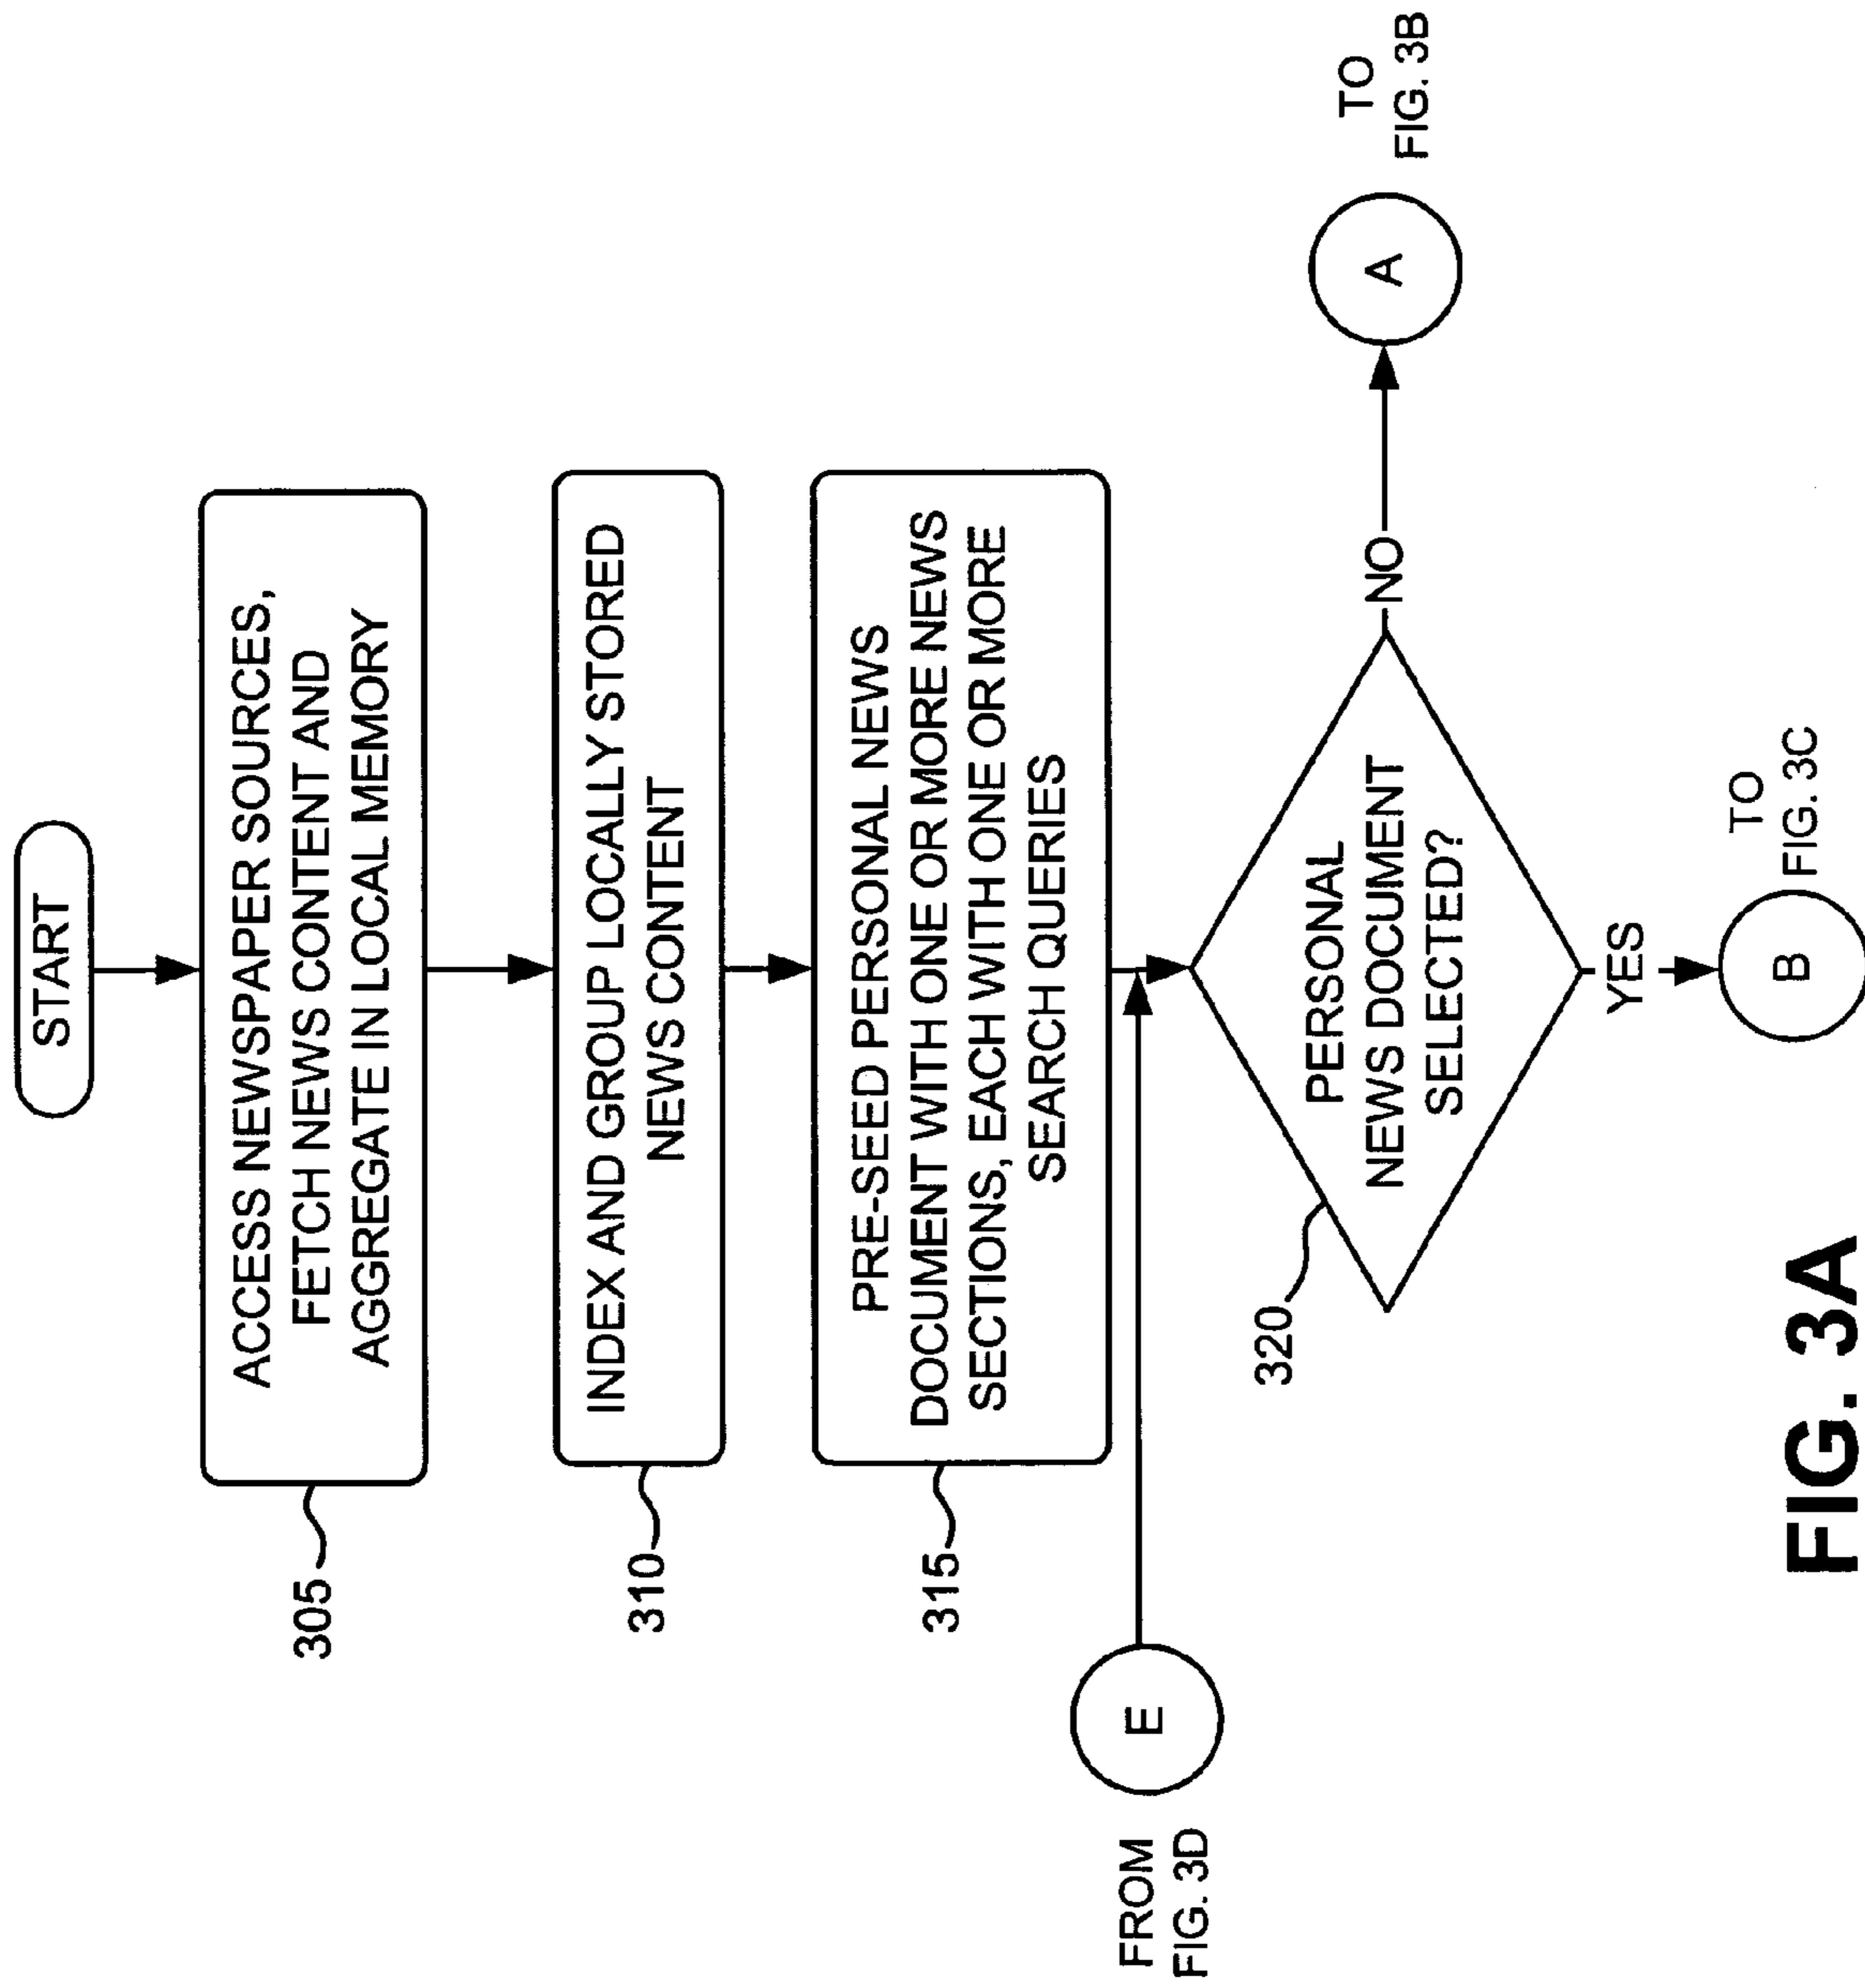 START
305
ACCESS NEWSPAPER SOURCES,
FETCH NEWS CONTENT AND
AGGREGATE IN LOCAL MEMORY
310
INDEX AND GROUP LOCALLY STORED
NEWS CONTENT
315
PRE-SEED PERSONAL NEWS
DOCUMENT WITH ONE OR MORE NEWS
SECTIONS, EACH WITH ONE OR MORE
SEARCH QUERIES
FROM
FIG. 3D
E
320
PERSONAL
NEWS DOCUMENT
SELECTED?
NO
A
TO
FIG. 3B
YES
B
TO
FIG. 3C
FIG. 3A